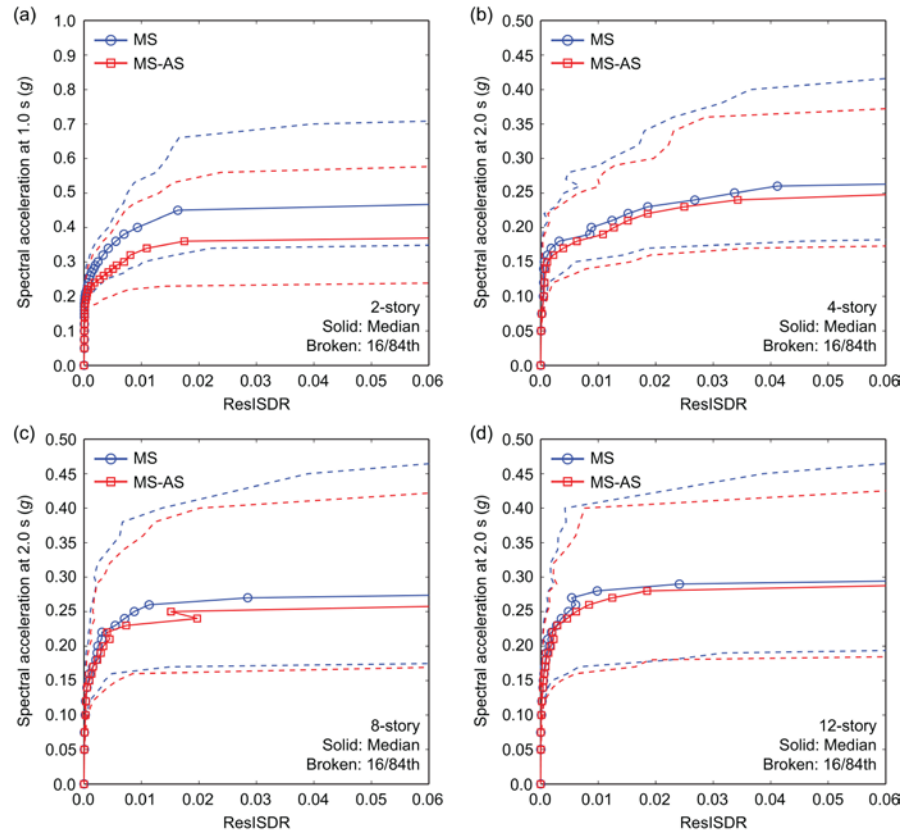 (a)
1.0
0.9
0.8
0.7
0.6
0.5
0.4
0.3
0.2
0.1
0.0
Spectral acceleration at 1.0 s (g)
MS
MS-AS
2-story
Solid: Median
Broken: 16/84th
0.0 0.01 0.02 0.03 0.04 0.05 0.06
ResISDR
(b)
0.50
0.45
0.40
0.35
0.30
0.25
0.20
0.15
0.10
0.05
0.0
Spectral acceleration at 2.0 s (g)
MS
MS-AS
4-story
Solid: Median
Broken: 16/84th
0.0 0.01 0.02 0.03 0.04 0.05 0.06
ResISDR
(c)
0.50
0.45
0.40
0.35
0.30
0.25
0.20
0.15
0.10
0.05
0.0
Spectral acceleration at 2.0 s (g)
MS
MS-AS
8-story
Solid: Median
Broken: 16/84th
0.0 0.01 0.02 0.03 0.04 0.05 0.06
ResISDR
(d)
0.50
0.45
0.40
0.35
0.30
0.25
0.20
0.15
0.10
0.05
0.0
Spectral acceleration at 2.0 s (g)
MS
MS-AS
12-story
Solid: Median
Broken: 16/84th
0.0 0.01 0.02 0.03 0.04 0.05 0.06
ResISDR